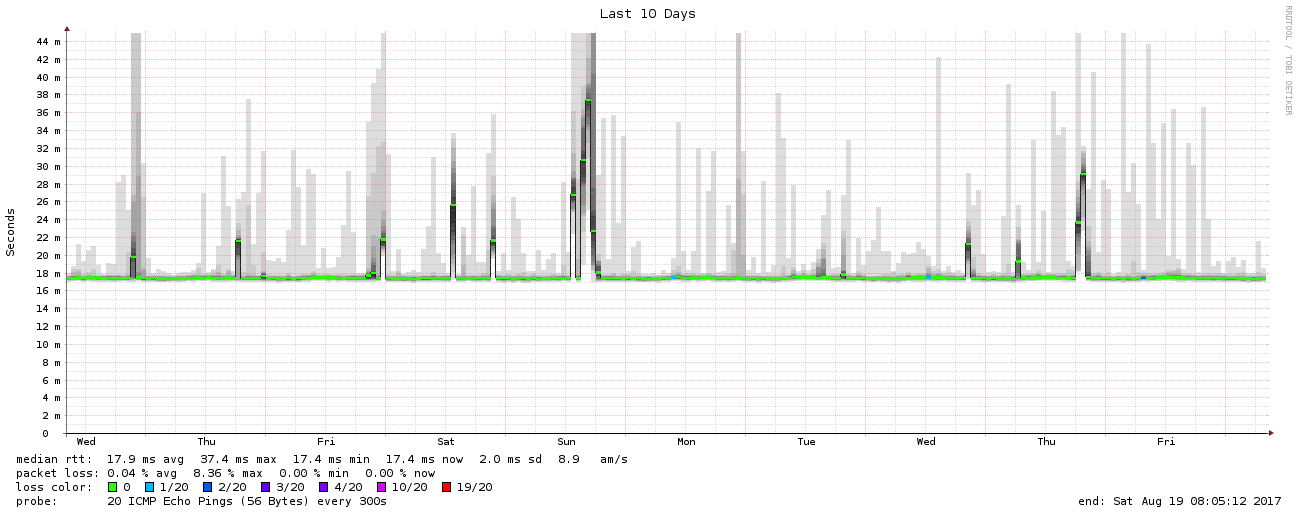 Last 10 Days
RRDTOOL / TOBI OETIKER
Seconds
44 m
42 m
40 m
38 m
36 m
34 m
32 m
30 m
28 m
26 m
24 m
22 m
20 m
18 m
16 m
14 m
12 m
10 m
8 m
6 m
4 m
2 m
0
Wed Thu Fri Sat Sun Mon Tue Wed Thu Fri
median rtt: 17.9 ms avg 37.4 ms max 17.4 ms min 17.4 ms now 2.0 ms sd 8.9 am/s
packet loss: 0.04 % avg 8.36 % max 0.00 % min 0.00 % now
loss color: 0 1/20 2/20 3/20 4/20 10/20 19/20
probe: 20 ICMP Echo Pings (56 Bytes) every 300s end: Sat Aug 19 08:05:12 2017